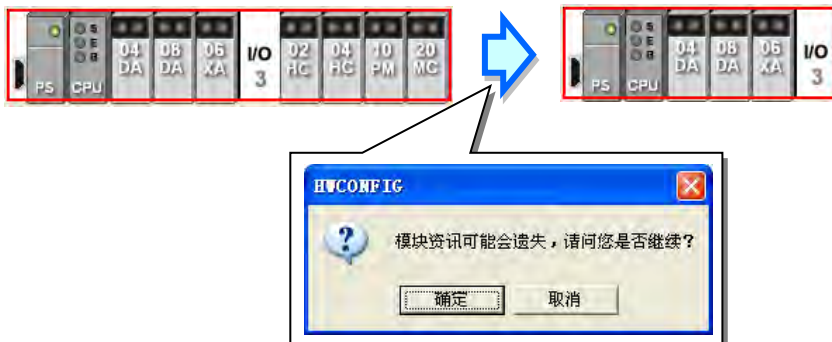 PS CPU 04 DA 08 DA 06 XA I/O 3 02 HC 04 HC 10 PM 20 MC
S
E
B
PS CPU 04 DA 08 DA 06 XA I/O 3
S
E
B
HWCONFIG
模块资讯可能会遗失，请问您是否继续?
确定 取消